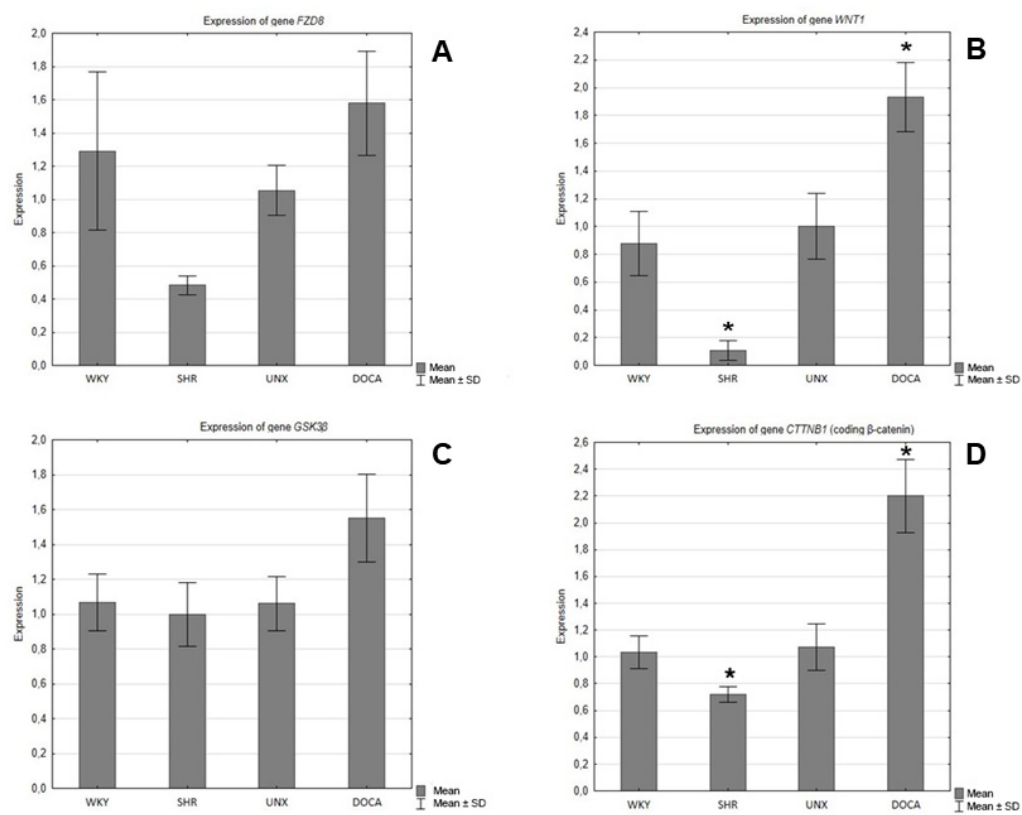 Expression of gene FZD8
A
2,0
1,8
1,6
1,4
1,2
1,0
0,8
0,6
0,4
0,2
0,0
Expression
WKY SHR UNX DOCA
Mean
Mean ± SD
Expression of gene WNT1
B
2,4
2,2
2,0
1,8
1,6
1,4
1,2
1,0
0,8
0,6
0,4
0,2
0,0
Expression
*
*
WKY SHR UNX DOCA
Mean
Mean ± SD
Expression of gene GSK3β
C
2,0
1,8
1,6
1,4
1,2
1,0
0,8
0,6
0,4
0,2
0,0
Expression
WKY SHR UNX DOCA
Mean
Mean ± SD
Expression of gene CTTNB1 (coding β-catenin)
D
2,6
2,4
2,2
2,0
1,8
1,6
1,4
1,2
1,0
0,8
0,6
0,4
0,2
0,0
Expression
*
*
WKY SHR UNX DOCA
Mean
Mean ± SD